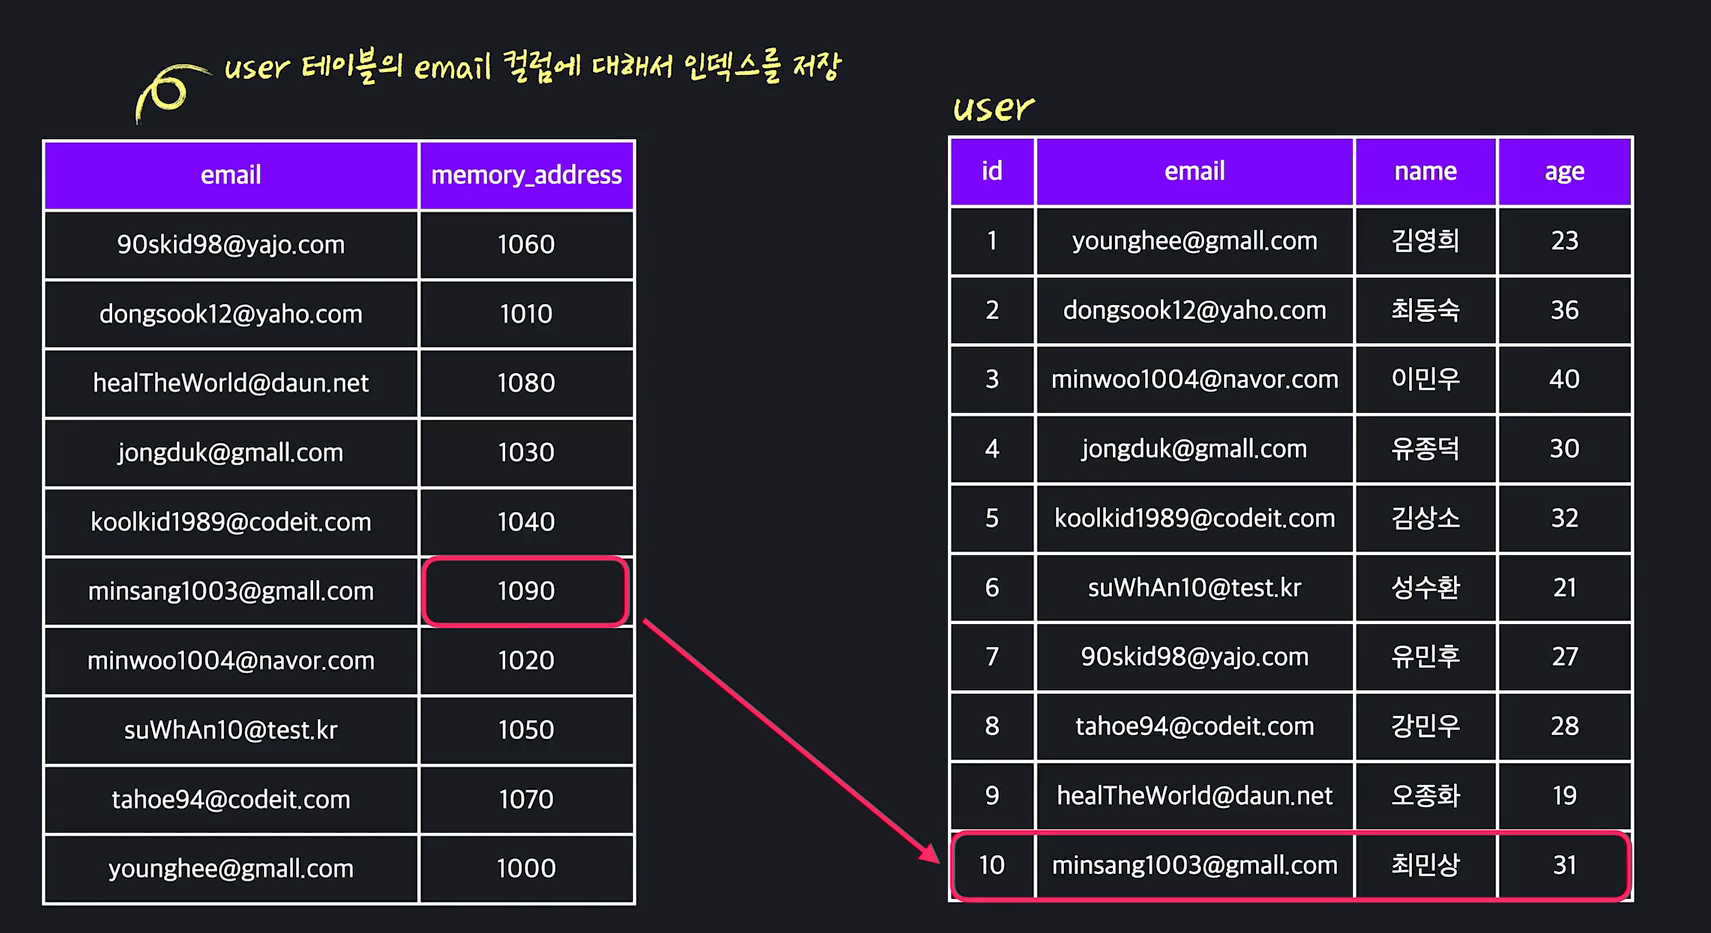 user 테이블의 email 컬럼에 대해서 인덱스를 저장
email memory_address
90skid98@yajo.com 1060
dongsook12@yaho.com 1010
healTheWorld@daun.net 1080
jongduk@gmall.com 1030
koolkid1989@codeit.com 1040
minsang1003@gmall.com 1090
minwoo1004@navor.com 1020
suWhAn10@test.kr 1050
tahoe94@codeit.com 1070
younghee@gmall.com 1000
user
id email name age
1 younghee@gmall.com 김영희 23
2 dongsook12@yaho.com 최동숙 36
3 minwoo1004@navor.com 이민우 40
4 jongduk@gmall.com 유종덕 30
5 koolkid1989@codeit.com 김상소 32
6 suWhAn10@test.kr 성수환 21
7 90skid98@yajo.com 유민후 27
8 tahoe94@codeit.com 강민우 28
9 healTheWorld@daun.net 오종화 19
10 minsang1003@gmall.com 최민상 31